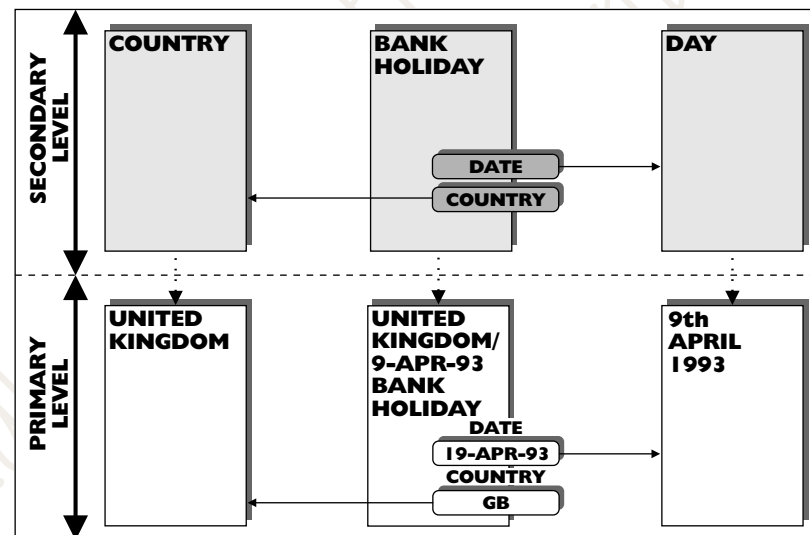 SECONDARY
LEVEL
COUNTRY
BANK
HOLIDAY
DAY
DATE
COUNTRY
PRIMARY
LEVEL
UNITED
KINGDOM
UNITED
KINGDOM/
9-APR-93
BANK
HOLIDAY
9th
APRIL
1993
DATE
19-APR-93
COUNTRY
GB